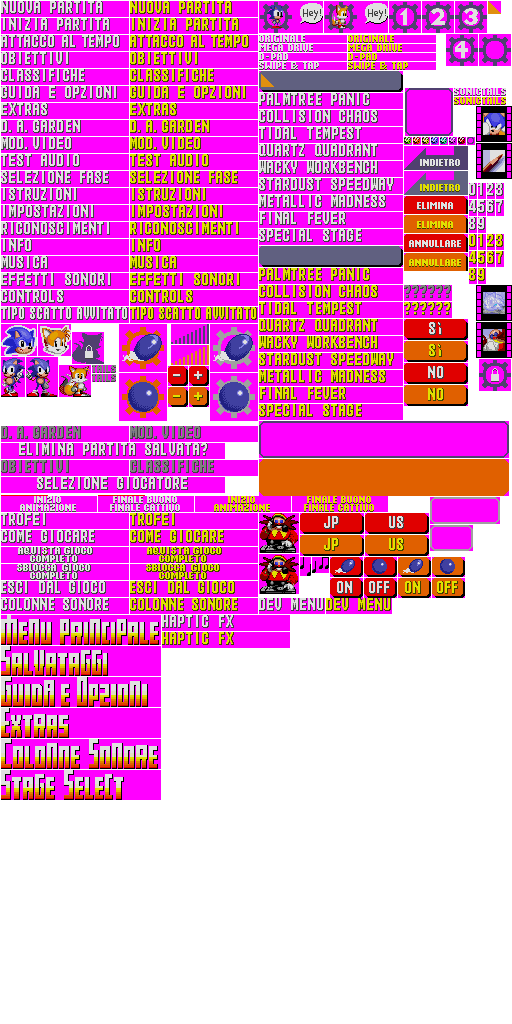 NUOVA PARTITA NUOVA PARTITA
INIZIA PARTITA INIZIA PARTITA
ATTACCO AL TEMPO ATTACCO AL TEMPO
OBIETTIVI OBIETTIVI
CLASSIFICHE CLASSIFICHE
GUIDA E OPZIONI GUIDA E OPZIONI
EXTRAS EXTRAS
D. A. GARDEN D. A. GARDEN
MOD. VIDEO MOD. VIDEO
TEST AUDIO TEST AUDIO
SELEZIONE FASE SELEZIONE FASE
ISTRUZIONI ISTRUZIONI
IMPOSTAZIONI IMPOSTAZIONI
RICONOSCIMENTI RICONOSCIMENTI
INFO INFO
MUSICA MUSICA
EFFETTI SONORI EFFETTI SONORI
CONTROLS CONTROLS
TIPO SCATTO AVVITATO TIPO SCATTO AVVITATO
Hey! Hey! 1 2 3
4
ORIGINALE ORIGINALE
MEGA DRIVE MEGA DRIVE
D-PAD D-PAD
SWIPE & TAP SWIPE & TAP
PALMTREE PANIC
COLLISION CHAOS
TIDAL TEMPEST
QUARTZ QUADRANT
WACKY WORKBENCH
STARDUST SPEEDWAY
METALLIC MADNESS
FINAL FEVER
SPECIAL STAGE
PALMTREE PANIC
COLLISION CHAOS
TIDAL TEMPEST
QUARTZ QUADRANT
WACKY WORKBENCH
STARDUST SPEEDWAY
METALLIC MADNESS
FINAL FEVER
SPECIAL STAGE
SONICTAILS
SONICTAILS
INDIETRO
INDIETRO
ELIMINA
ELIMINA
ANNULLARE
ANNULLARE
0123
4567
89
0123
4567
89
??????
??????
Sì
Sì
NO
NO
TAILS
TAILS
- +
- +
D. A. GARDEN MOD. VIDEO
ELIMINA PARTITA SALVATA?
OBIETTIVI CLASSIFICHE
SELEZIONE GIOCATORE
INIZIO ANIMAZIONE FINALE BUONO FINALE CATTIVO INIZIO ANIMAZIONE FINALE BUONO FINALE CATTIVO
TROFEI TROFEI
COME GIOCARE COME GIOCARE
ACQUISTA GIOCO COMPLETO ACQUISTA GIOCO COMPLETO
SBLOCCA GIOCO COMPLETO SBLOCCA GIOCO COMPLETO
ESCI DAL GIOCO ESCI DAL GIOCO
COLONNE SONORE COLONNE SONORE
JP US
JP US
ON OFF ON OFF
DEV MENU DEV MENU
HAPTIC FX
HAPTIC FX
MENU PRINCIPALE
SALVATAGGI
GUIDA E OPZIONI
EXTRAS
COLONNE SONORE
STAGE SELECT